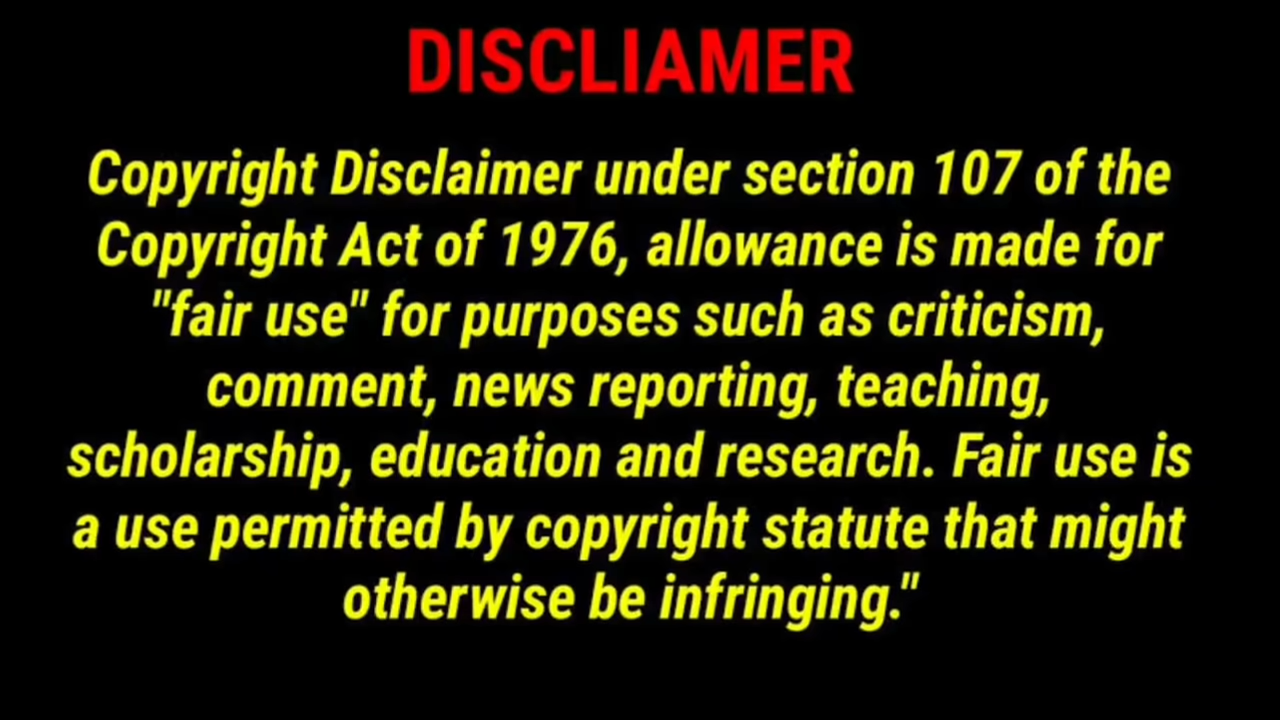 DISCLIAMER
Copyright Disclaimer under section 107 of the
Copyright Act of 1976, allowance is made for
"fair use" for purposes such as criticism,
comment, news reporting, teaching,
scholarship, education and research. Fair use is
a use permitted by copyright statute that might
otherwise be infringing."